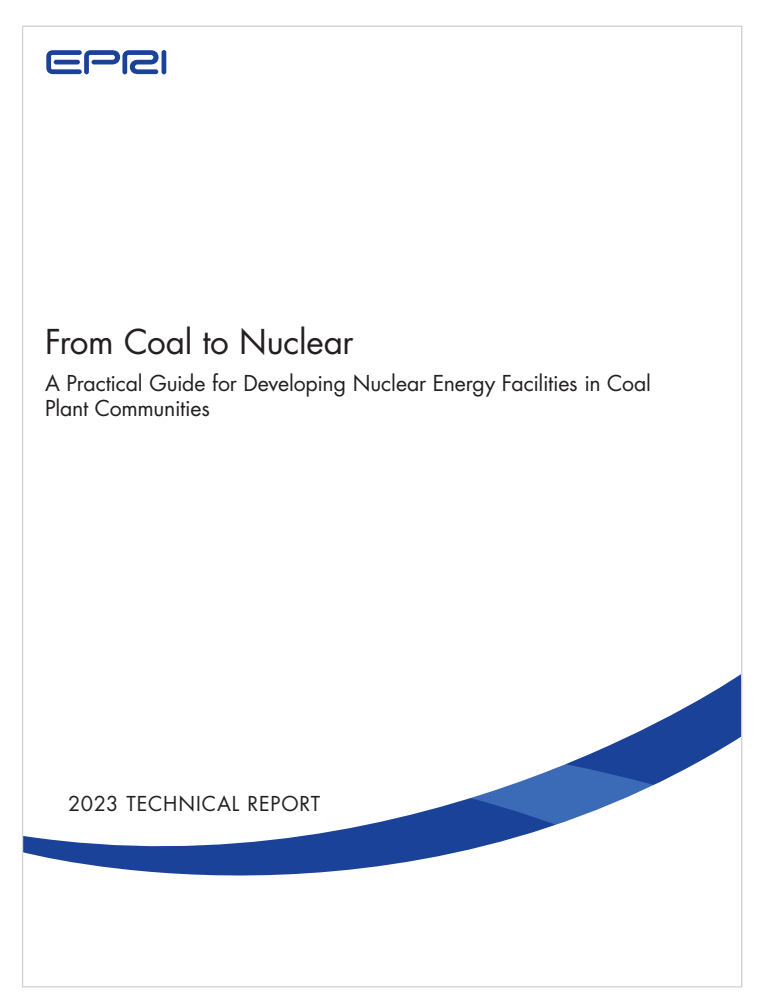 EPRI
From Coal to Nuclear
A Practical Guide for Developing Nuclear Energy Facilities in Coal
Plant Communities
2023 TECHNICAL REPORT